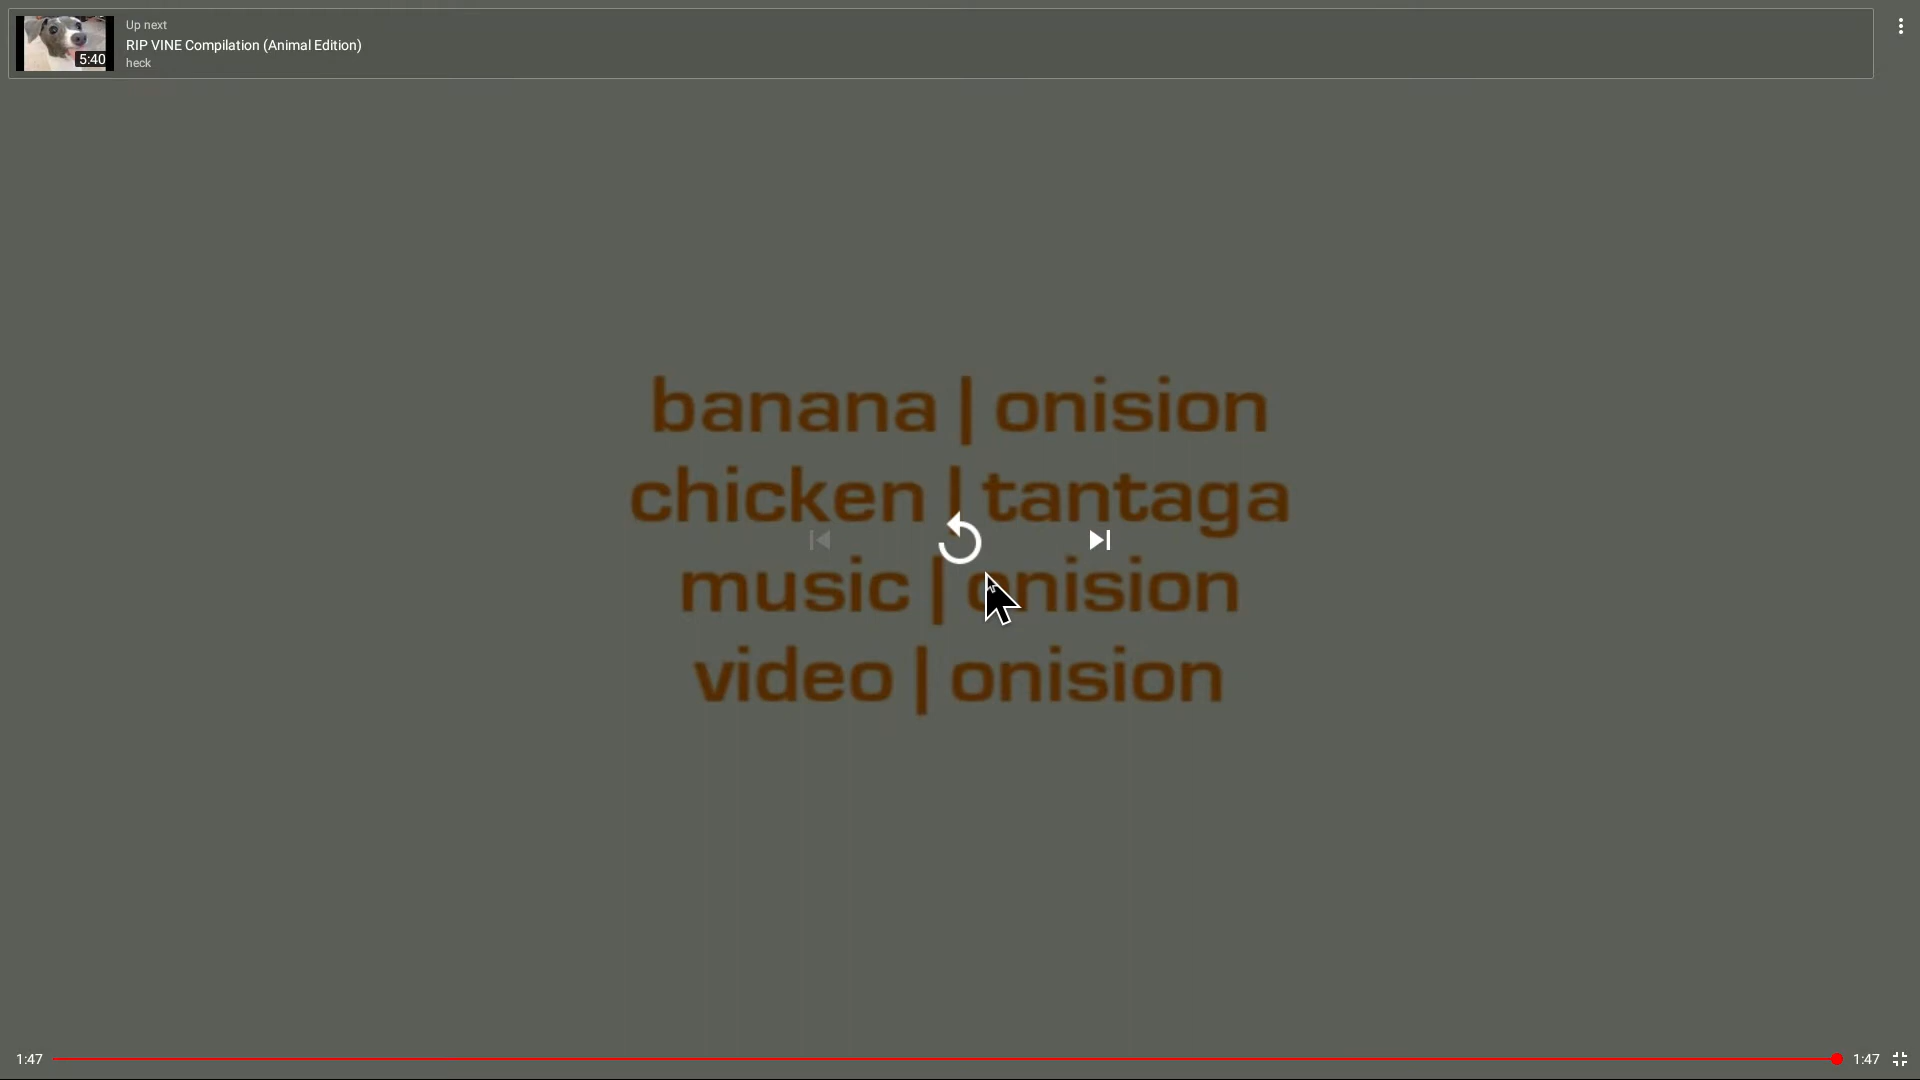 Up next
RIP VINE Compilation (Animal Edition)
5:40
heck
banana | onision
chicken | tantaga
music | onision
video | onision
1:47
1:47